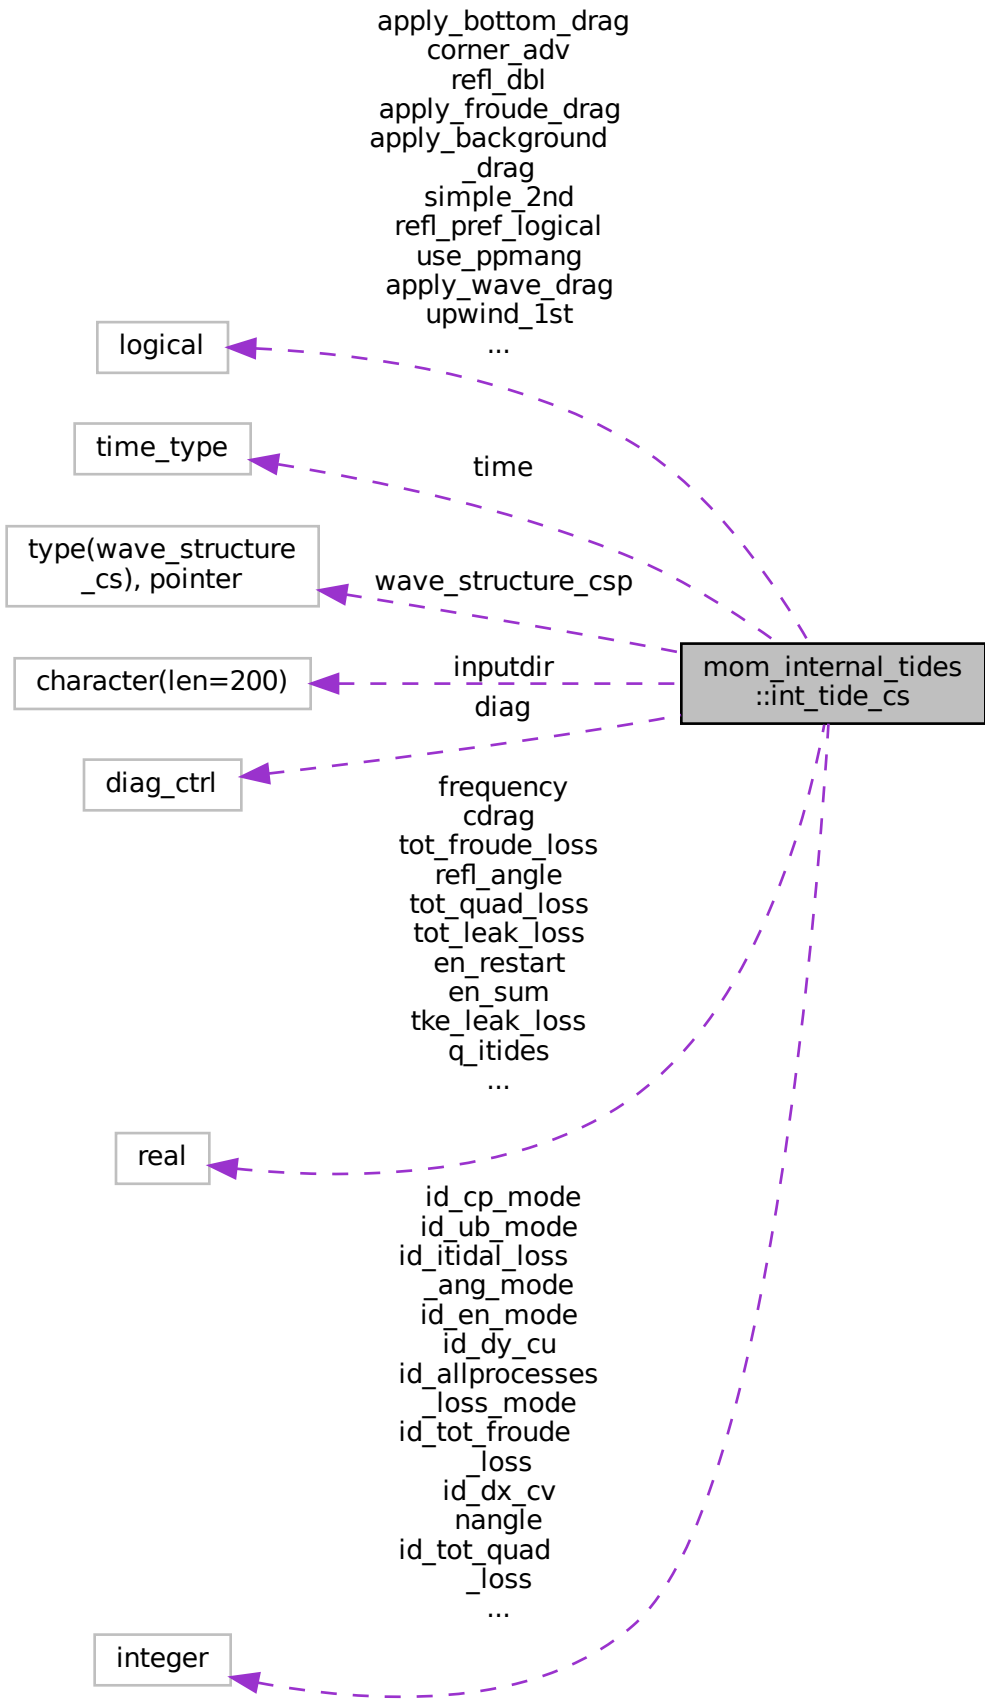 apply_bottom_drag
corner_adv
refl_dbl
apply_froude_drag
apply_background
_drag
simple_2nd
refl_pref_logical
use_ppmang
apply_wave_drag
upwind_1st
...
logical
time_type
time
type(wave_structure
_cs), pointer
wave_structure_csp
mom_internal_tides
::int_tide_cs
character(len=200)
inputdir
diag
diag_ctrl
frequency
cdrag
tot_froude_loss
refl_angle
tot_quad_loss
tot_leak_loss
en_restart
en_sum
tke_leak_loss
q_itides
...
real
id_cp_mode
id_ub_mode
id_itidal_loss
_ang_mode
id_en_mode
id_dy_cu
id_allprocesses
_loss_mode
id_tot_froude
_loss
id_dx_cv
nangle
id_tot_quad
_loss
...
integer